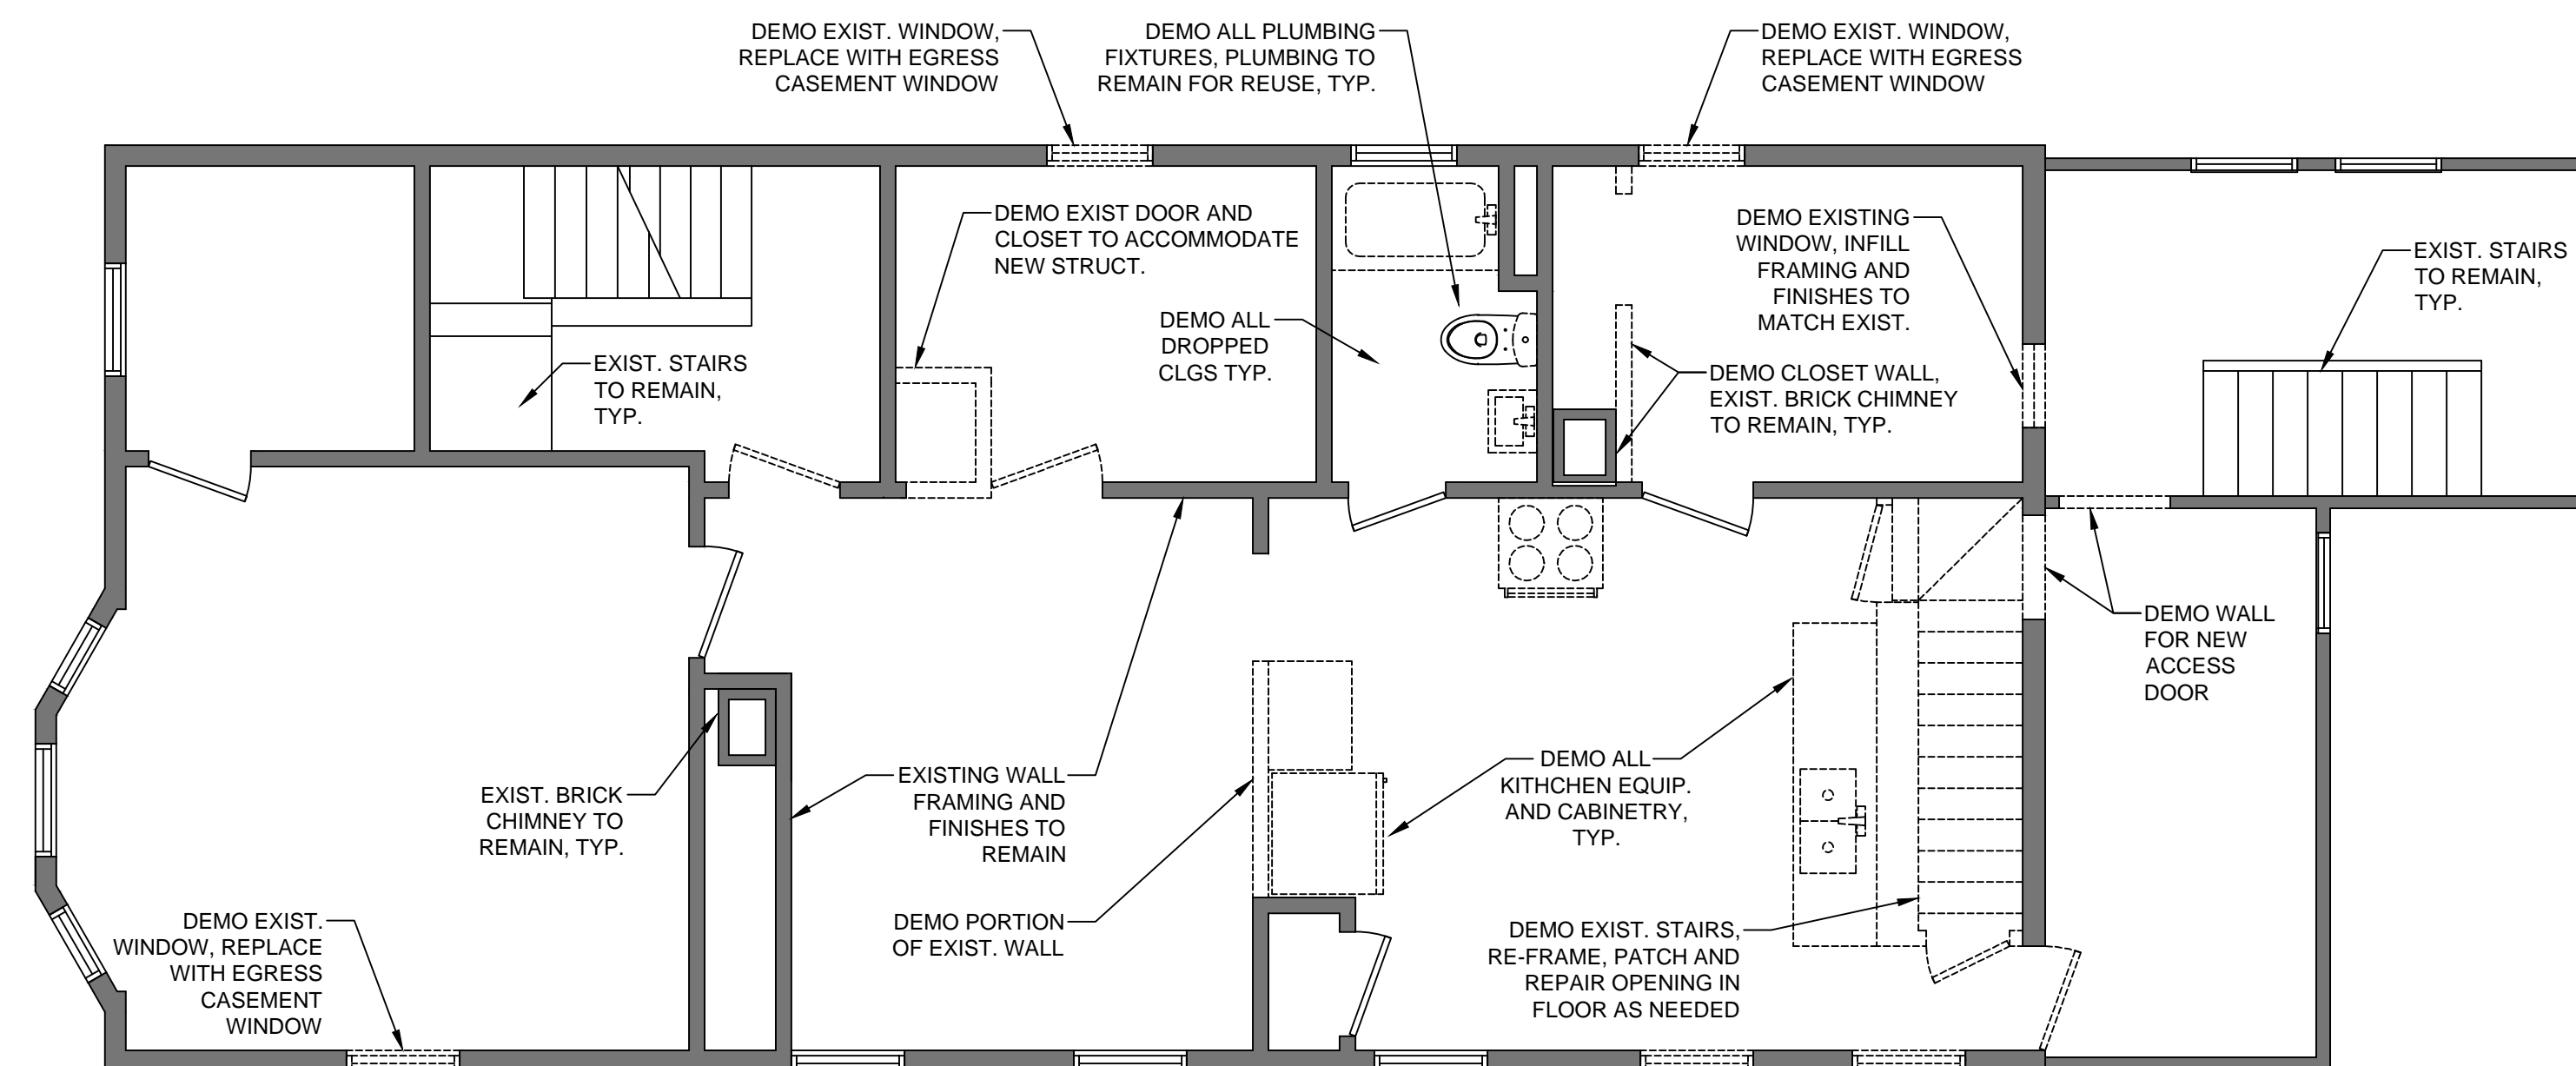 DEMO EXIST. WINDOW,
REPLACE WITH EGRESS
CASEMENT WINDOW
DEMO ALL PLUMBING
FIXTURES, PLUMBING TO
REMAIN FOR REUSE, TYP.
DEMO EXIST. WINDOW,
REPLACE WITH EGRESS
CASEMENT WINDOW
DEMO EXIST DOOR AND
CLOSET TO ACCOMMODATE
NEW STRUCT.
DEMO EXISTING
WINDOW, INFILL
FRAMING AND
FINISHES TO
MATCH EXIST.
EXIST. STAIRS
TO REMAIN,
TYP.
DEMO ALL
DROPPED
CLGS TYP.
EXIST. STAIRS
TO REMAIN,
TYP.
DEMO CLOSET WALL,
EXIST. BRICK CHIMNEY
TO REMAIN, TYP.
DEMO WALL
FOR NEW
ACCESS
DOOR
EXIST. BRICK
CHIMNEY TO
REMAIN, TYP.
EXISTING WALL
FRAMING AND
FINISHES TO
REMAIN
DEMO ALL
KITHCHEN EQUIP.
AND CABINETRY,
TYP.
DEMO EXIST.
WINDOW, REPLACE
WITH EGRESS
CASEMENT
WINDOW
DEMO PORTION
OF EXIST. WALL
DEMO EXIST. STAIRS,
RE-FRAME, PATCH AND
REPAIR OPENING IN
FLOOR AS NEEDED